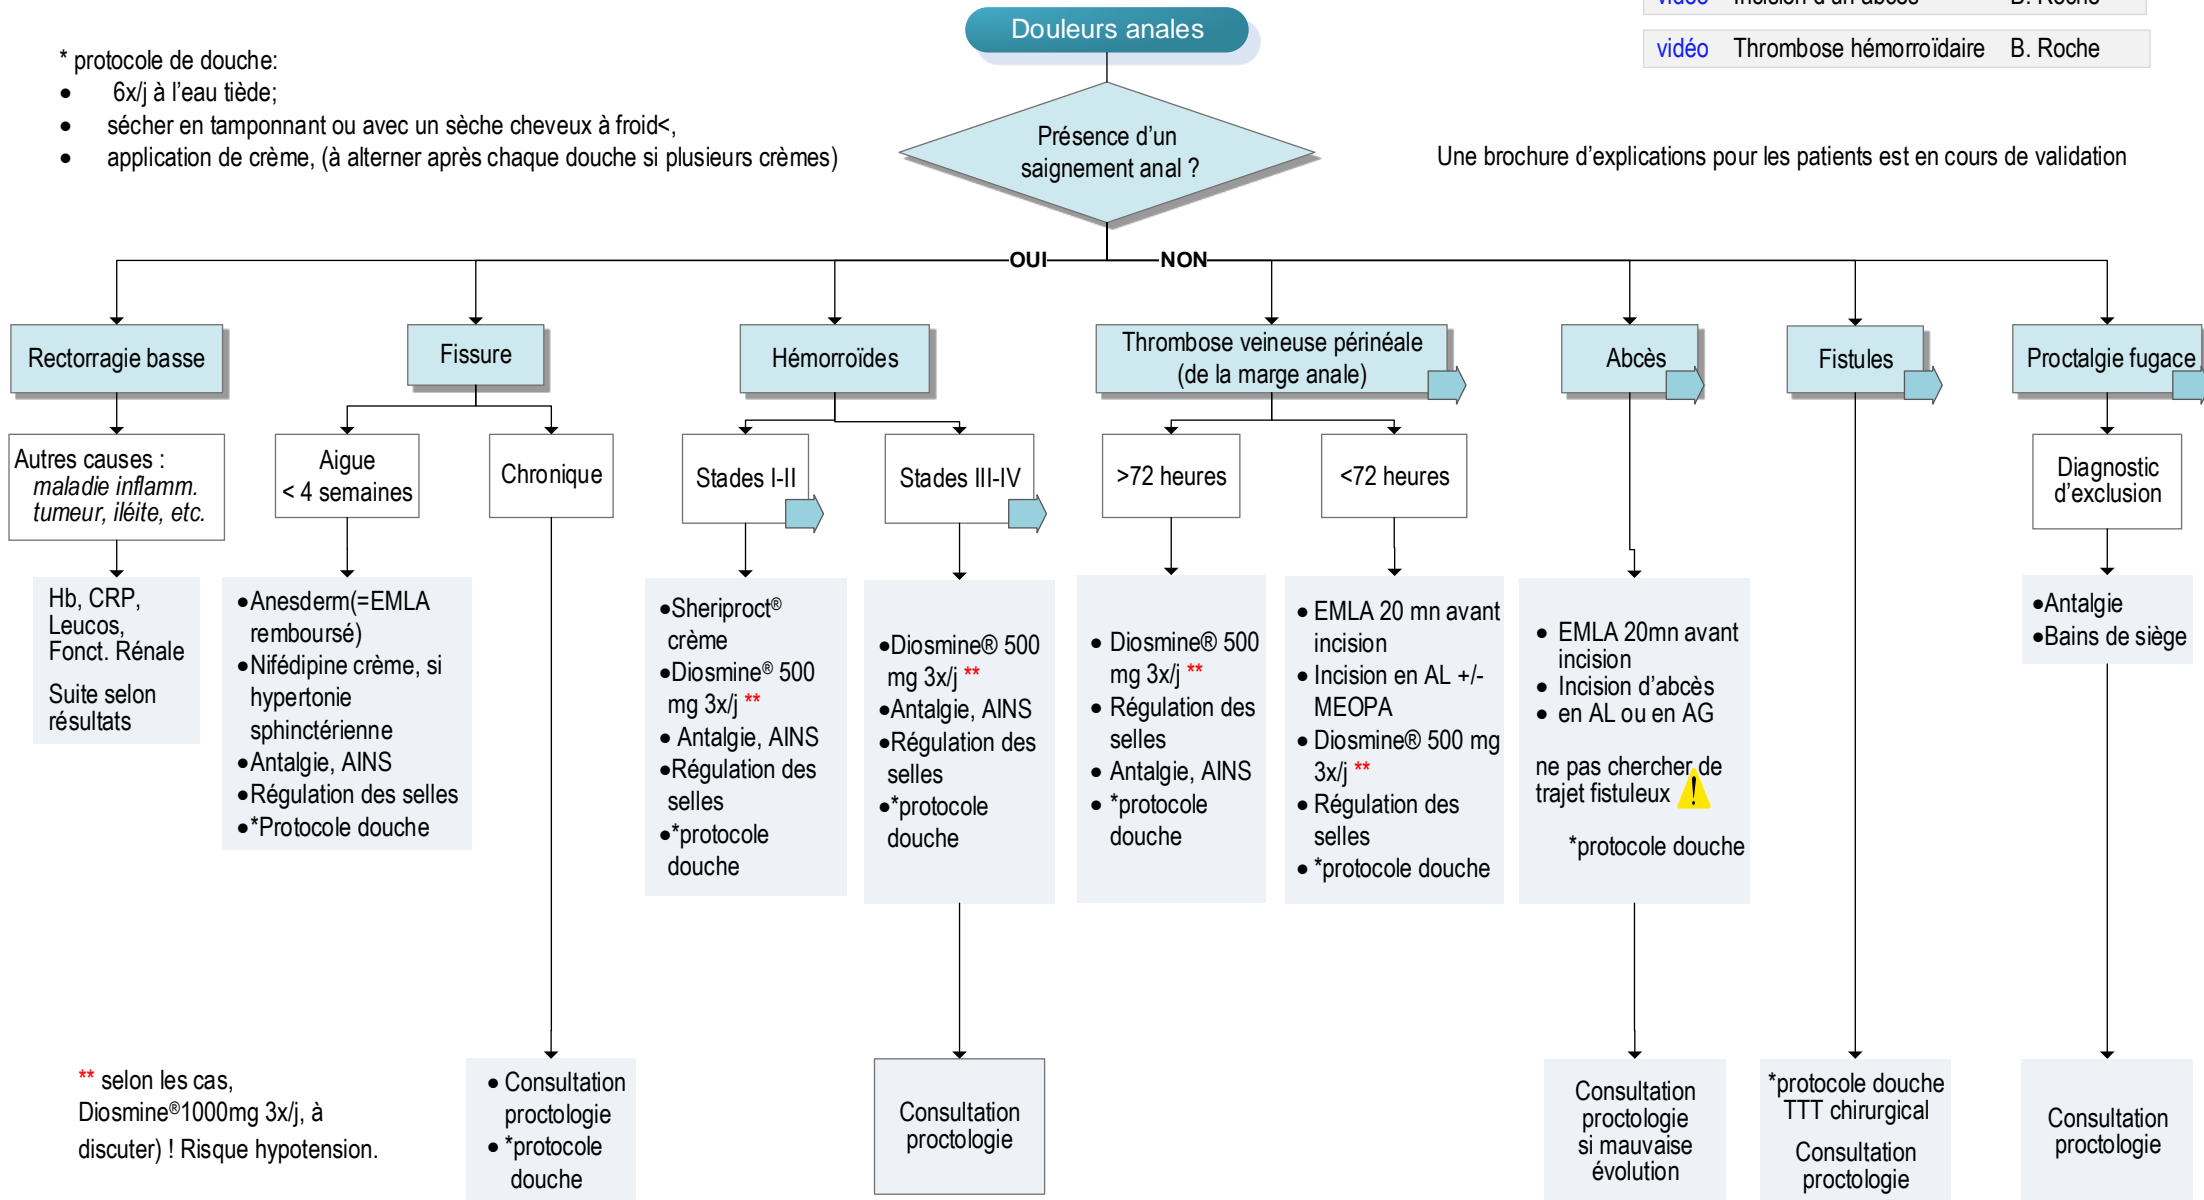 Douleurs anales
vidéo Incision d'un abcès B. Roche
vidéo Thrombose hémorroïdaire B. Roche
* protocole de douche:
• 6x/j à l'eau tiède;
• sécher en tamponnant ou avec un sèche cheveux à froid<,
• application de crème, (à alterner après chaque douche si plusieurs crèmes)
Présence d'un
saignement anal ?
Une brochure d'explications pour les patients est en cours de validation
OUI
NON
Rectorragie basse
Fissure
Hémorroïdes
Thrombose veineuse périnéale
(de la marge anale)
Abcès
Fistules
Proctalgie fugace
Autres causes :
maladie inflamm.
tumeur, iléite, etc.
Aigue
< 4 semaines
Chronique
Stades I-II
Stades III-IV
>72 heures
<72 heures
Diagnostic
d'exclusion
Hb, CRP,
Leucos,
Fonct. Rénale
Suite selon
résultats
•Anesderm(=EMLA
remboursé)
•Nifédipine crème, si
hypertonie
sphinctérienne
•Antalgie, AINS
•Régulation des selles
•*Protocole douche
•Sheriproct®
crème
•Diosmine® 500
mg 3x/j **
• Antalgie, AINS
•Régulation des
selles
•*protocole
douche
•Diosmine® 500
mg 3x/j **
•Antalgie, AINS
•Régulation des
selles
•*protocole
douche
• Diosmine® 500
mg 3x/j **
• Régulation des
selles
• Antalgie, AINS
• *protocole
douche
• EMLA 20 mn avant
incision
• Incision en AL +/-
MEOPA
• Diosmine® 500 mg
3x/j **
• Régulation des
selles
• *protocole douche
• EMLA 20mn avant
incision
• Incision d'abcès
• en AL ou en AG
ne pas chercher de
trajet fistuleux !
*protocole douche
•Antalgie
•Bains de siège
** selon les cas,
Diosmine®1000mg 3x/j, à
discuter) ! Risque hypotension.
• Consultation
proctologie
• *protocole
douche
Consultation
proctologie
Consultation
proctologie
si mauvaise
évolution
*protocole douche
TTT chirurgical
Consultation
proctologie
Consultation
proctologie